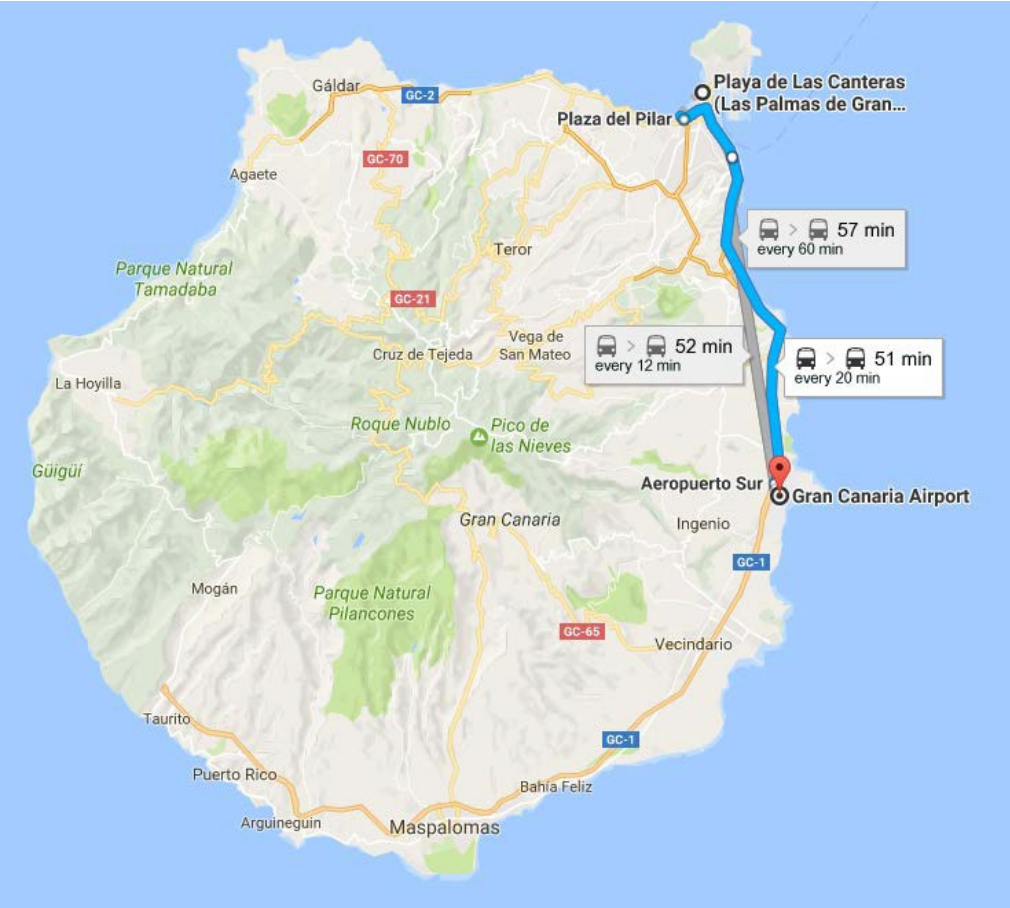 Playa de Las Canteras
(Las Palmas de Gran...
Gáldar
GC-2
Plaza del Pilar
GC-70
Agaete
57 min
every 60 min
Teror
Parque Natural
Tamadaba
GC-21
Vega de
San Mateo
52 min
every 12 min
Cruz de Tejeda
51 min
every 20 min
La Hoyilla
Roque Nublo
Pico de
las Nieves
Güigüí
Aeropuerto Sur
Gran Canaria Airport
Gran Canaria
Ingenio
GC-1
Mogán
Parque Natural
Pilancones
GC-65
Vecindario
Taurito
GC-1
Puerto Rico
Bahía Feliz
Arguineguin
Maspalomas